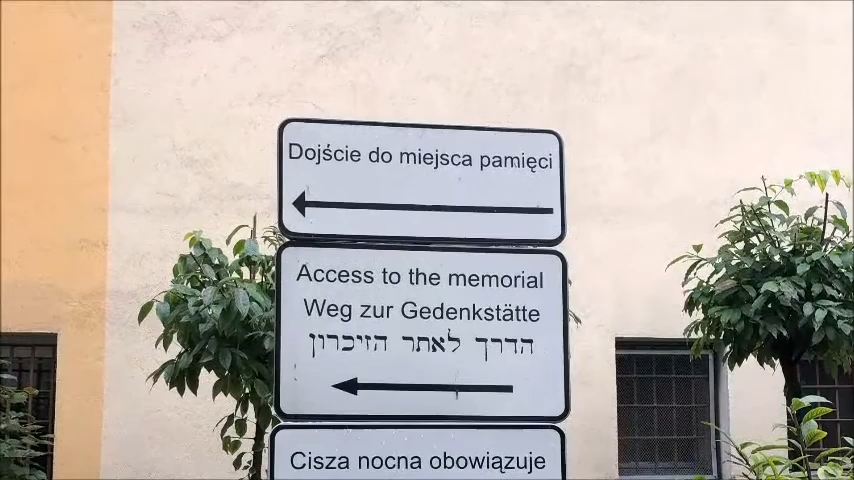 Dojście do miejsca pamięci
Access to the memorial
Weg zur Gedenkstätte
הדרך לאתר הזיכרון
Cisza nocna obowiązuje